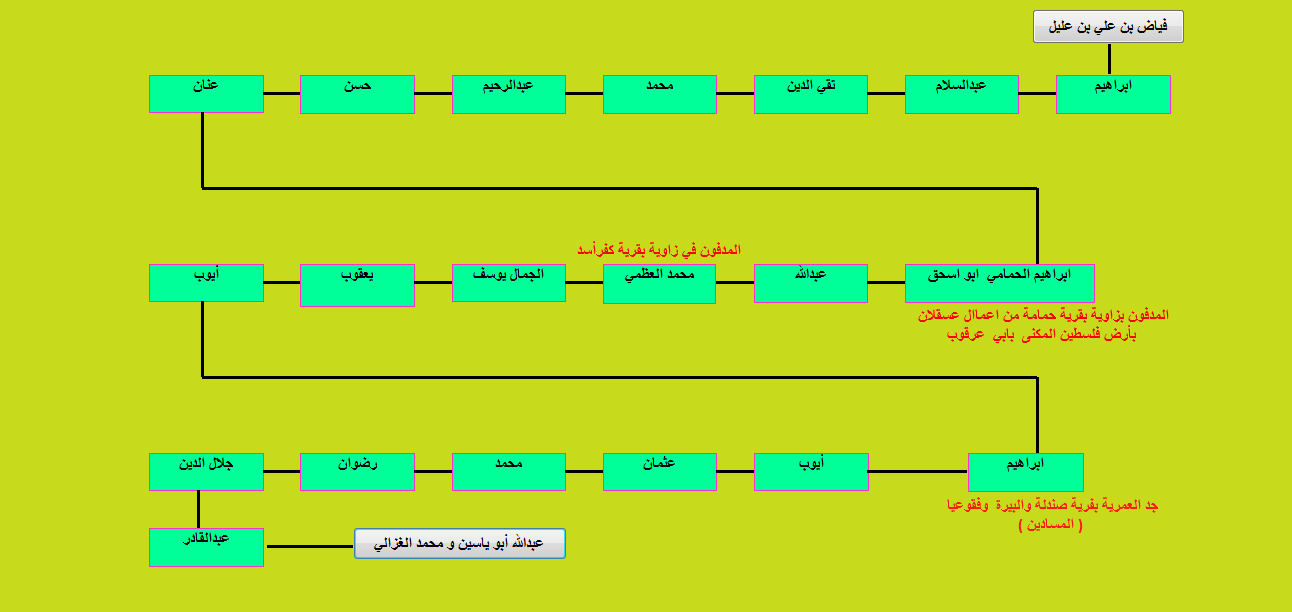 فياض بن علي بن عليل
ابراهيم
عبدالسلام
تقي الدين
محمد
عبدالرحيم
حسن
عنان
المدفون في زاوية بقرية كفرأسد
ابراهيم الحمامي ابو اسحق
عبدالله
محمد العظمي
الجمال يوسف
يعقوب
أيوب
المدفون بزاوية بقرية حمامة من اعماال عسقلان
بأرض فلسطين المكنى بابي عرقوب
ابراهيم
أيوب
عثمان
محمد
رضوان
جلال الدين
جد العمرية بقرية صندلة والبيرة وفقوعيا
( المسادين )
عبدالقادر
عبدالله أبو ياسين و محمد الغزالي